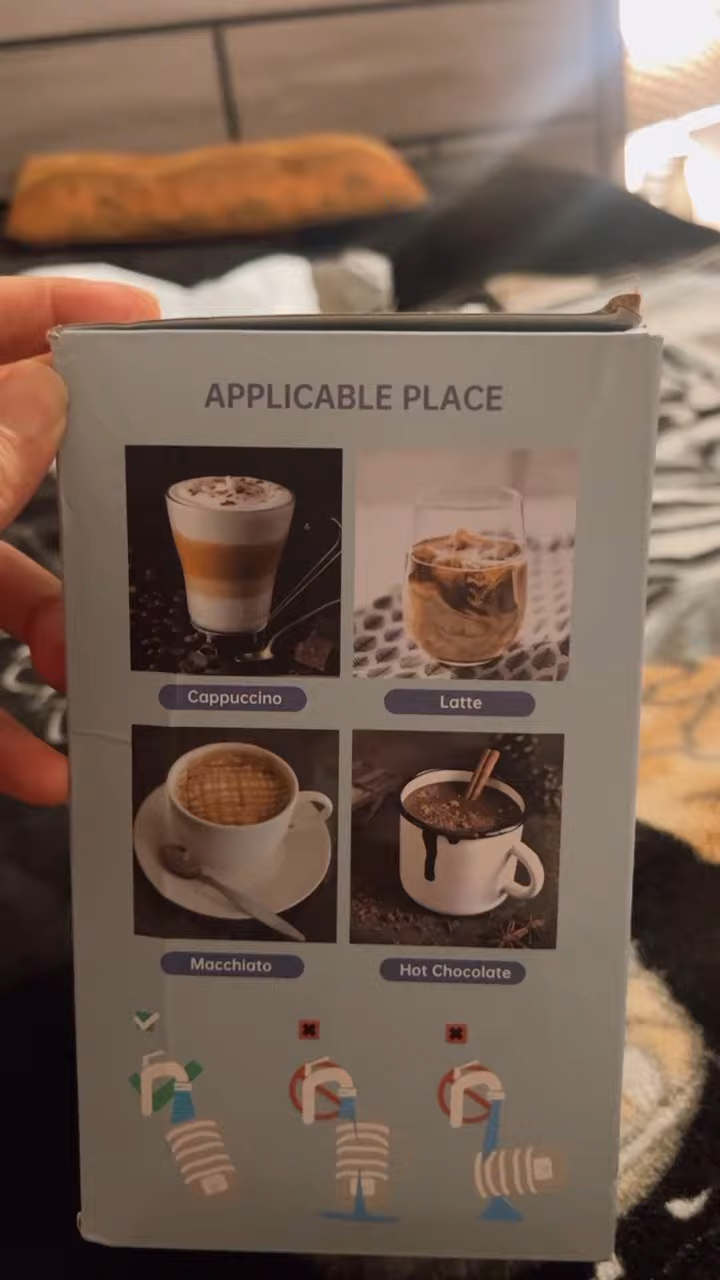 APPLICABLE PLACE
Cappuccino
Latte
Macchiato
Hot Chocolate